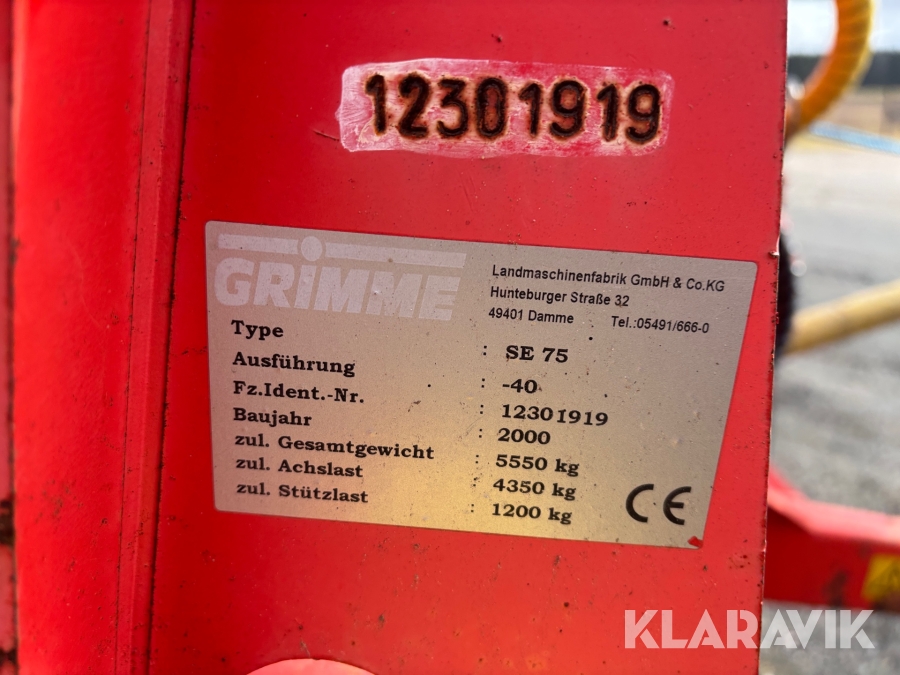 12301919
GRIMME
Landmaschinenfabrik GmbH & Co.KG
Hunteburger Straße 32
49401 Damme Tel.:05491/666-0
Type : SE 75
Ausführung : -40
Fz.Ident.-Nr. : 12301919
Baujahr : 2000
zul. Gesamtgewicht : 5550 kg
zul. Achslast : 4350 kg
zul. Stützlast : 1200 kg
CE
KLARAVIK